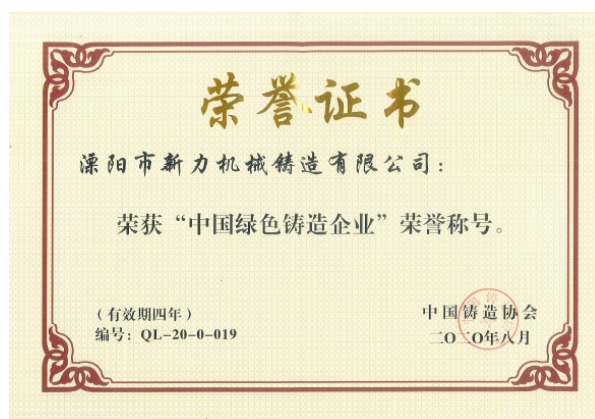 荣誉证书
溧阳市新力机械铸造有限公司：
荣获“中国绿色铸造企业”荣誉称号。
（有效期四年）
编号：QL-20-0-019
中国铸造协会
二〇二〇年八月